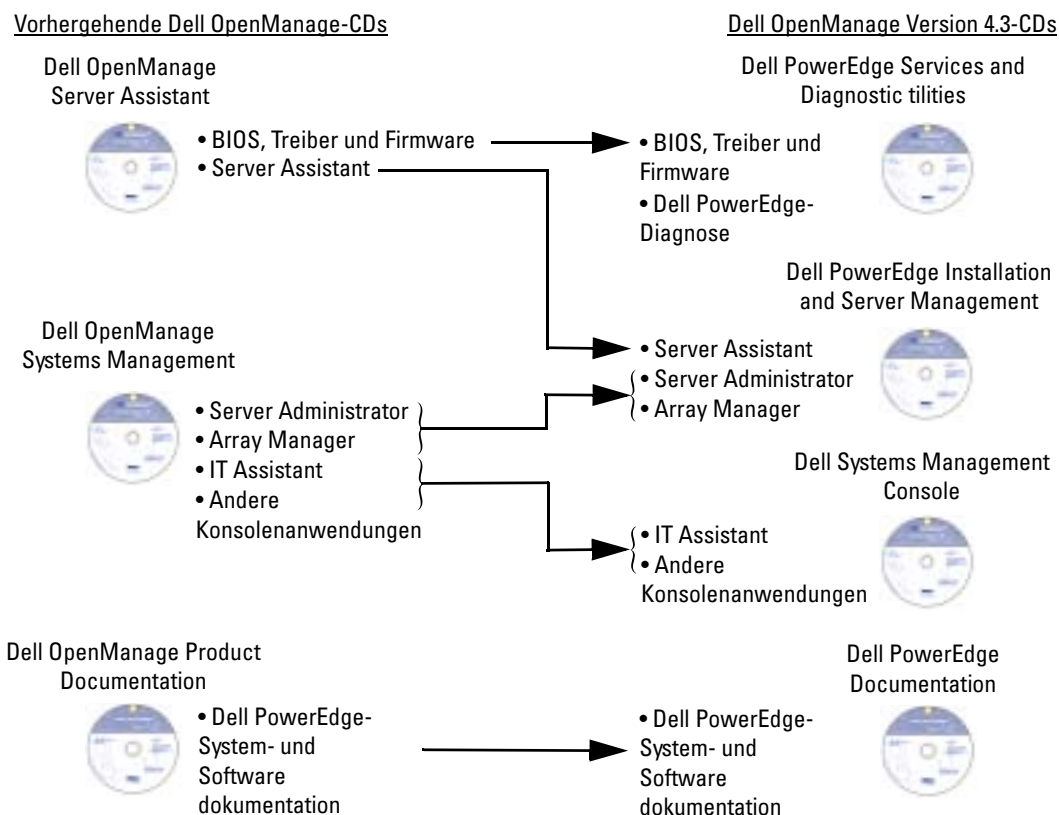 Vorhergehende Dell OpenManage-CDs
Dell OpenManage Version 4.3-CDs
Dell OpenManage
Server Assistant
• BIOS, Treiber und Firmware
• Server Assistant
Dell PowerEdge Services and
Diagnostic tilities
• BIOS, Treiber und
Firmware
• Dell PowerEdge-
Diagnose
Dell PowerEdge Installation
and Server Management
• Server Assistant
• Server Administrator
• Array Manager
Dell OpenManage
Systems Management
• Server Administrator
• Array Manager
• IT Assistant
• Andere
Konsolenanwendungen
Dell Systems Management
Console
• IT Assistant
• Andere
Konsolenanwendungen
Dell OpenManage Product
Documentation
• Dell PowerEdge-
System- und
Software
dokumentation
Dell PowerEdge
Documentation
• Dell PowerEdge-
System- und
Software
dokumentation